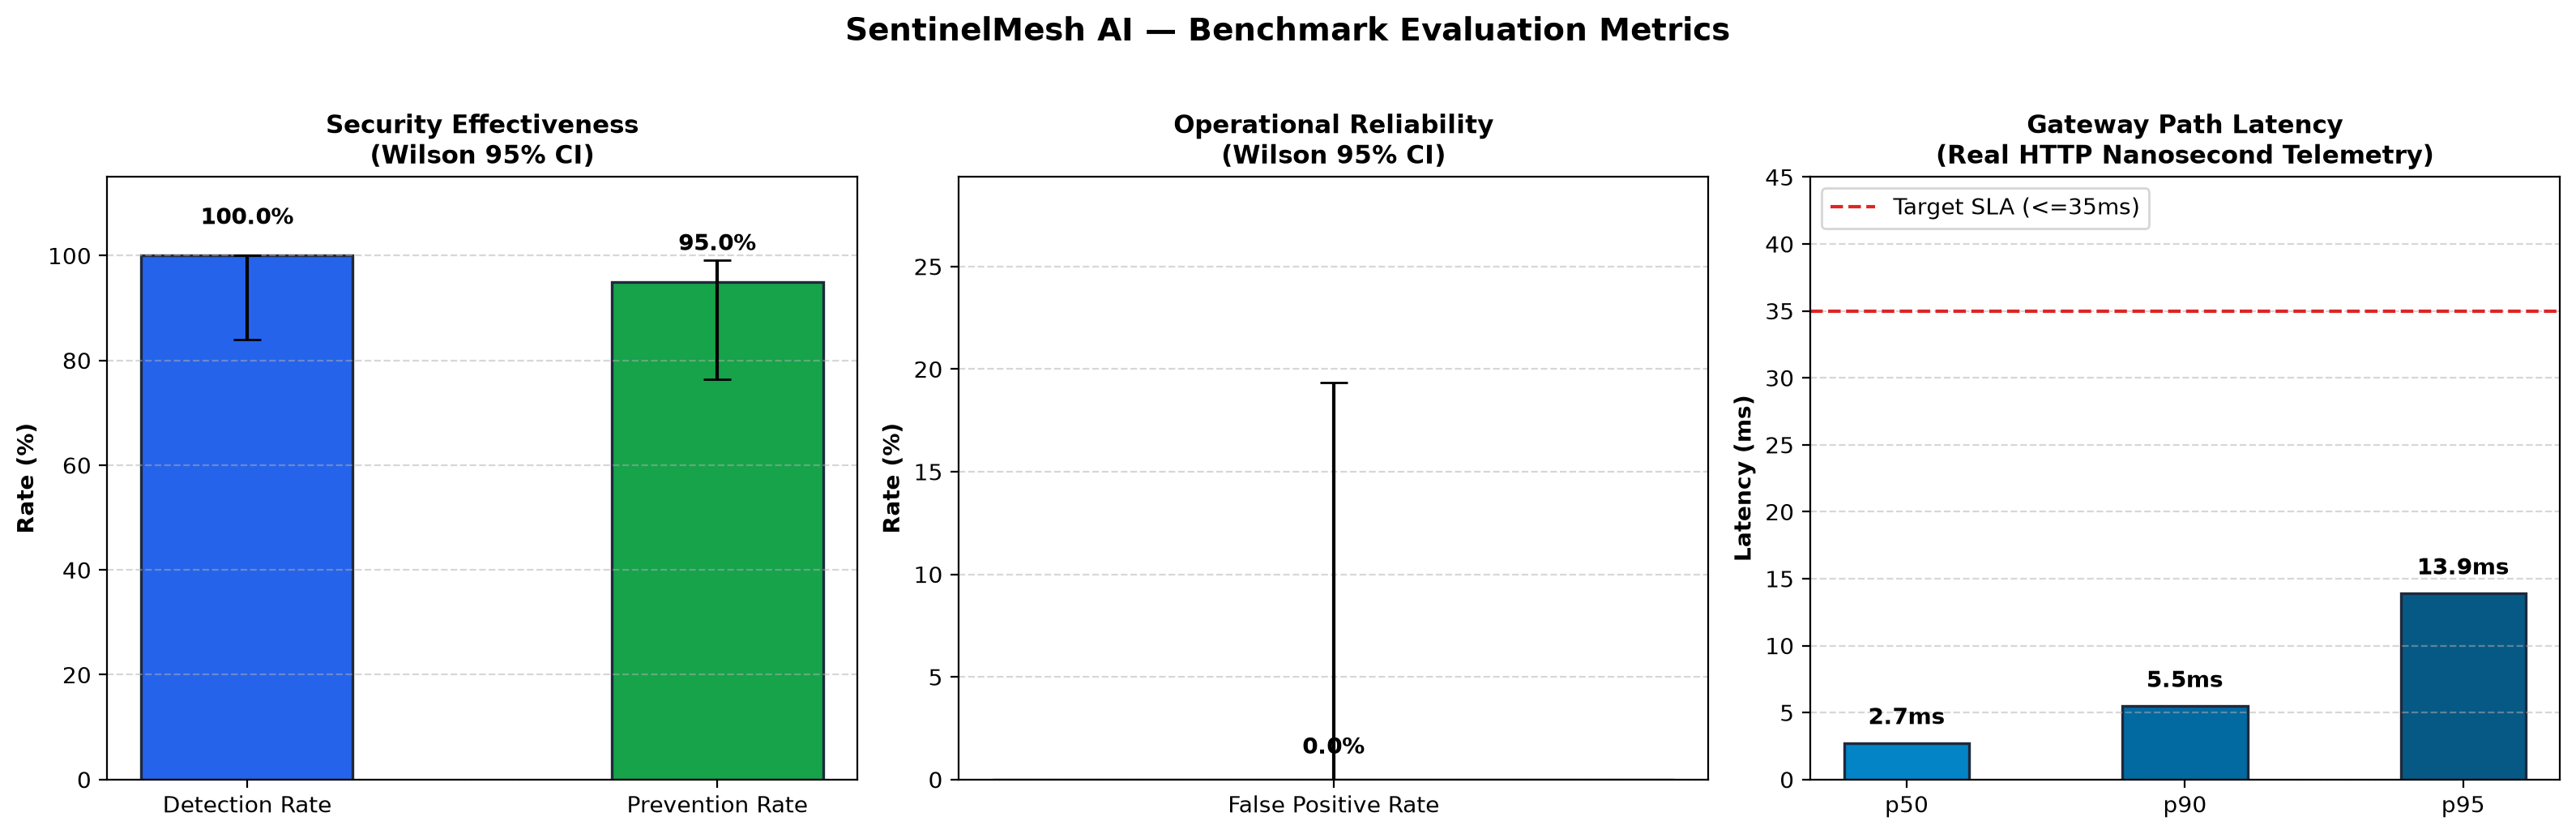 SentinelMesh AI — Benchmark Evaluation Metrics
Security Effectiveness
(Wilson 95% CI)
Rate (%)
100
80
60
40
20
0
100.0%
95.0%
Detection Rate
Prevention Rate
Operational Reliability
(Wilson 95% CI)
Rate (%)
25
20
15
10
5
0
0.0%
False Positive Rate
Gateway Path Latency
(Real HTTP Nanosecond Telemetry)
Latency (ms)
45
40
35
30
25
20
15
10
5
0
Target SLA (<=35ms)
2.7ms
5.5ms
13.9ms
p50
p90
p95